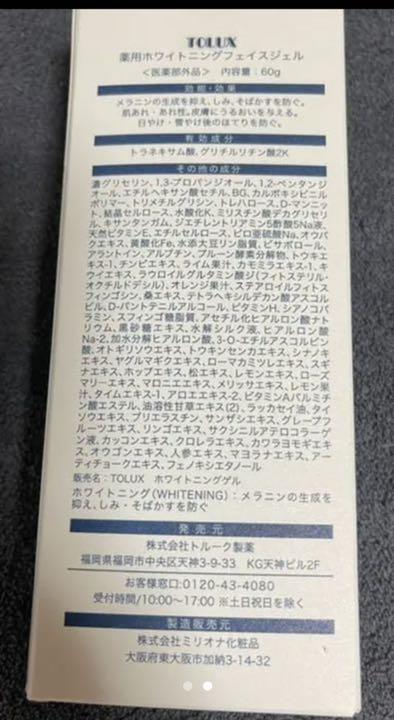 TOLUX
薬用ホワイトニングフェイスジェル
＜医薬部外品＞ 内容量：60g
効能・効果
メラニンの生成を抑え、しみ、そばかすを防ぐ。
肌あれ・あれ性。皮膚にうるおいを与える。
日やけ・雪やけ後のほてりを防ぐ。
有効成分
トラネキサム酸、グリチルリチン酸2K
その他の成分
濃グリセリン、1,3-プロパンジオール、1,2-ペンタンジ
オール、エチルヘキサン酸セチル、BG、カルボキシビニル
ポリマー、トリメチルグリシン、トレハロース、D-マンニッ
ト、結晶セルロース、水酸化K、ミリスチン酸デカグリセリ
ル、キサンタンガム、ジエチレントリアミン5酢酸5Na液、
天然ビタミンE、エチルセルロース、ピロ亜硫酸Na、オウバ
クエキス、黄酸化Fe、水添大豆リン脂質、ビサボロール、
アラントイン、アルブチン、プルーン酵素分解物、トウキエ
キス-1、チンピエキス、ライム果汁、カモミラエキス-1、キ
ウイエキス、ラウロイルグルタミン酸ジ(フィトステリル・
オクチルドデシル)、オレンジ果汁、ステアロイルフィトス
フィンゴシン、桑エキス、テトラヘキシルデカン酸アスコル
ビル、D-パントテニルアルコール、ビタミンH、シアノコバ
ラミン、スフィンゴ糖脂質、アセチル化ヒアルロン酸ナト
リウム、黒砂糖エキス、水解シルク液、ヒアルロン酸
Na-2、加水分解ヒアルロン酸、3-O-エチルアスコルビン
酸、オトギリソウエキス、トウキンセンカエキス、シナノキ
エキス、ヤグルマギクエキス、ローマカミツレエキス、スギ
ナエキス、ホップエキス、松エキス、レモンエキス、ローズ
マリーエキス、マロニエエキス、メリッサエキス、レモン果
汁、タイムエキス-1、アロエエキス-2、ビタミンAパルミチ
ン酸エステル、油溶性甘草エキス(2)、ラッカセイ油、タイ
ソウエキス、プリエラスチン、サンザシエキス、グレープフ
ルーツエキス、リンゴエキス、サクシニルアテロコラーゲ
ン液、カッコンエキス、クロレラエキス、カワラヨモギエキ
ス、オウゴンエキス、人参エキス、マヨラナエキス、アー
ティチョークエキス、フェノキシエタノール
販売名：TOLUX ホワイトニングゲル
ホワイトニング(WHITENING)：メラニンの生成を
抑え、しみ・そばかすを防ぐ
発売元
株式会社トルーク製薬
福岡県福岡市中央区天神3-9-33 KG天神ビル2F
お客様窓口:0120-43-4080
受付時間/10:00〜17:00 ※土日祝日を除く
製造販売元
株式会社ミリオナ化粧品
大阪府東大阪市加納3-14-32